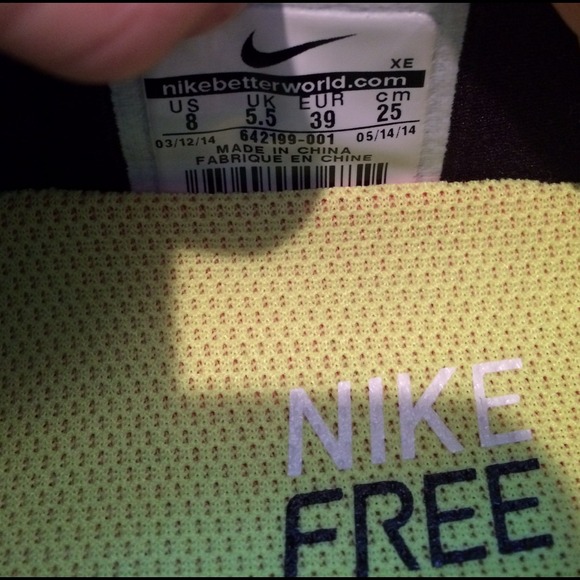 XE
nikebetterworld.com
US UK EUR cm
8 5.5 39 25
03/12/14 642199-001 05/14/14
MADE IN CHINA
FABRIQUE EN CHINE
NIKE
FREE